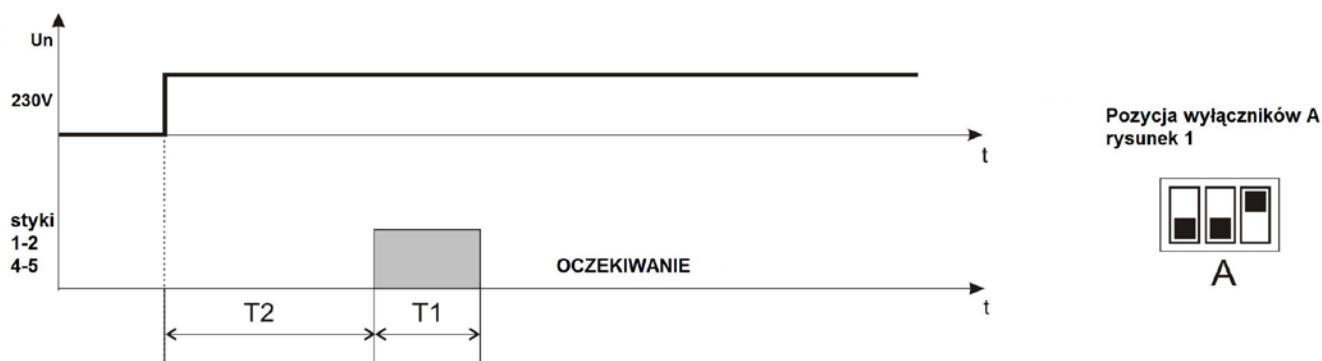 Un
230V
t
Pozycja wyłączników A
rysunek 1
styki
1-2
4-5
OCZEKIWANIE
A
t
T2
T1